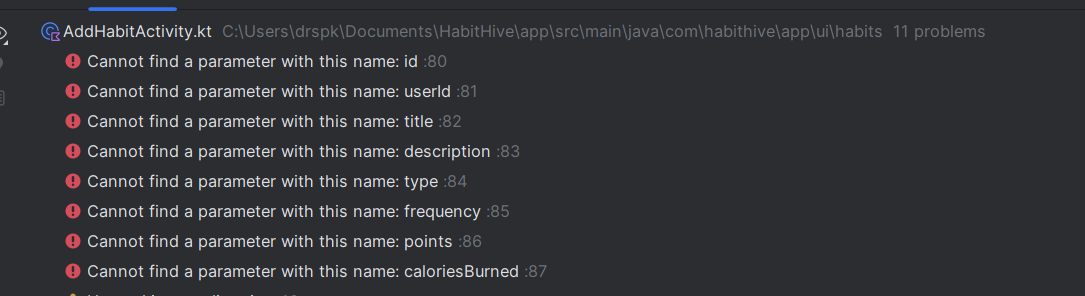 AddHabitActivity.kt C:\Users\drspk\Documents\HabitHive\app\src\main\java\com\habithive\app\ui\habits 11 problems
Cannot find a parameter with this name: id :80
Cannot find a parameter with this name: userId :81
Cannot find a parameter with this name: title :82
Cannot find a parameter with this name: description :83
Cannot find a parameter with this name: type :84
Cannot find a parameter with this name: frequency :85
Cannot find a parameter with this name: points :86
Cannot find a parameter with this name: caloriesBurned :87